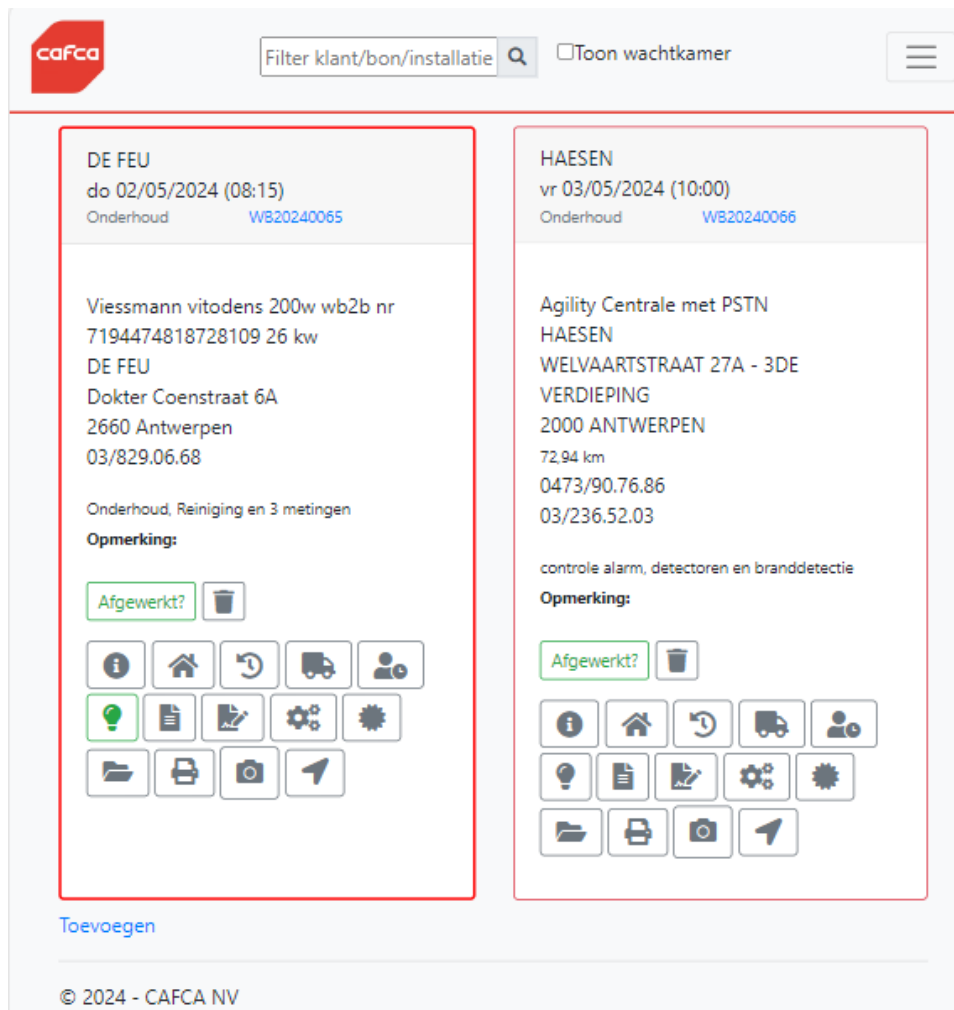 cafca
Filter klant/bon/installatie
Toon wachtkamer
DE FEU
do 02/05/2024 (08:15)
Onderhoud WB20240065
Viessmann vitodens 200w wb2b nr
7194474818728109 26 kw
DE FEU
Dokter Coenstraat 6A
2660 Antwerpen
03/829.06.68
Onderhoud, Reiniging en 3 metingen
Opmerking:
Afgewerkt?
HAESEN
vr 03/05/2024 (10:00)
Onderhoud WB20240066
Agility Centrale met PSTN
HAESEN
WELVAARTSTRAAT 27A - 3DE
VERDIEPING
2000 ANTWERPEN
72,94 km
0473/90.76.86
03/236.52.03
controle alarm, detectoren en branddetectie
Opmerking:
Afgewerkt?
Toevoegen
© 2024 - CAFCA NV